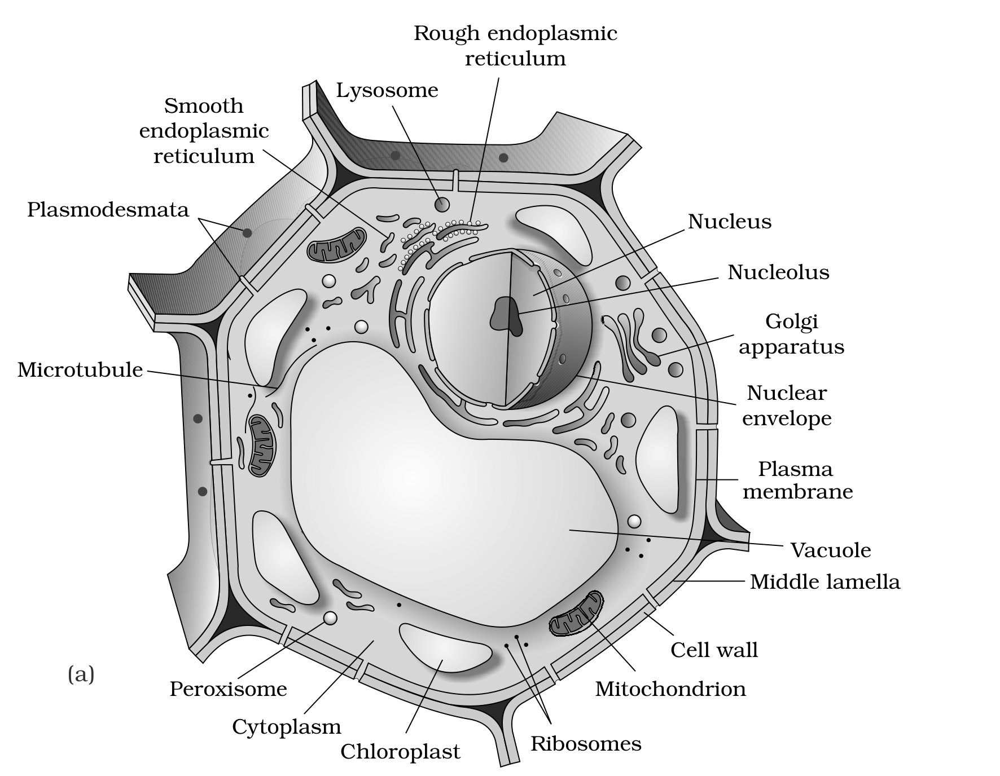 Rough endoplasmic
reticulum
Lysosome
Smooth
endoplasmic
reticulum
Plasmodesmata
Nucleus
Nucleolus
Golgi
apparatus
Microtubule
Nuclear
envelope
Plasma
membrane
Vacuole
Middle lamella
Cell wall
(a)
Peroxisome
Mitochondrion
Cytoplasm
Ribosomes
Chloroplast